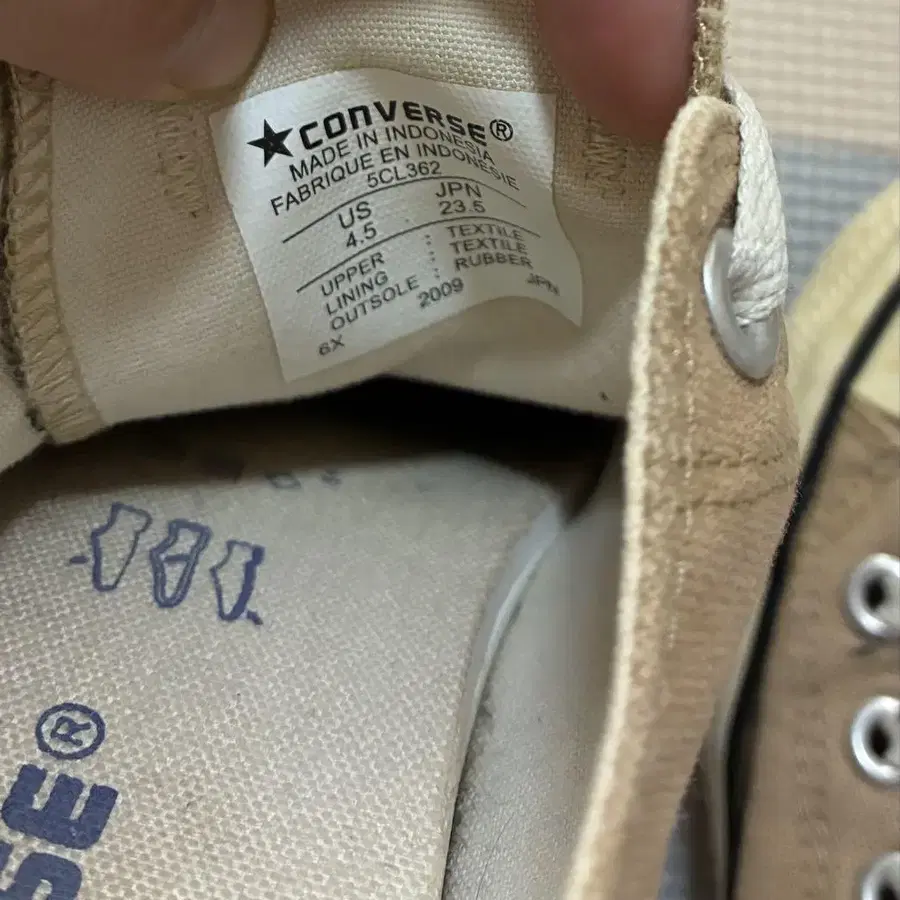 ★CONVERSE®
MADE IN INDONESIA
FABRIQUE EN INDONESIE
5CL362
US JPN
4.5 23.5
UPPER : TEXTILE
LINING : TEXTILE
OUTSOLE : RUBBER
6X 2009 JPN
SE®